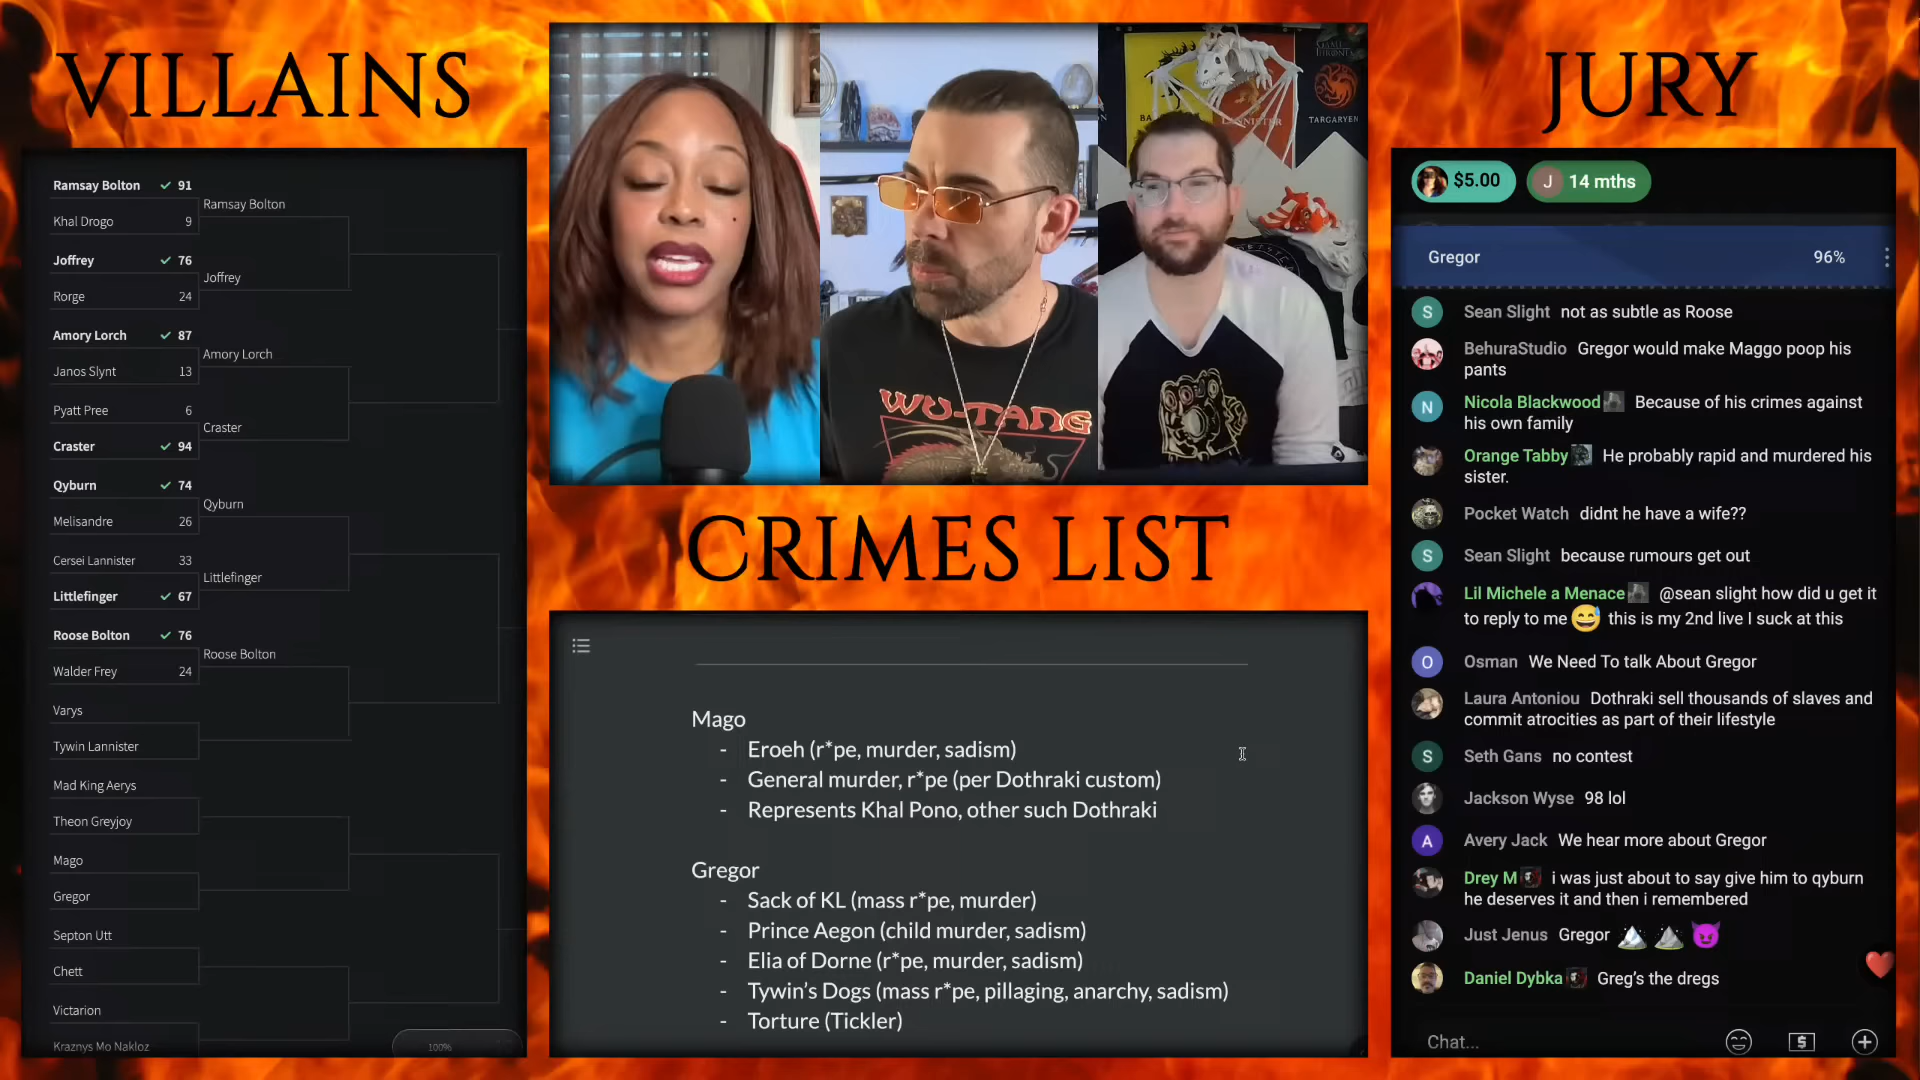 VILLAINS
Ramsay Bolton 91
Khal Drogo 9
Ramsay Bolton
Joffrey 76
Rorge 24
Joffrey
Amory Lorch 87
Janos Slynt 13
Amory Lorch
Pyatt Pree 6
Craster 94
Craster
Qyburn 74
Melisandre 26
Qyburn
Cersei Lannister 33
Littlefinger 67
Littlefinger
Roose Bolton 76
Walder Frey 24
Roose Bolton
Varys
Tywin Lannister
Mad King Aerys
Theon Greyjoy
Mago
Gregor
Septon Utt
Chett
Victarion
Kraznys Mo Nakloz
100%
WU-TANG
GAME
THRONES
LANNISTER
TARGARYEN
CRIMES LIST
Mago
- Eroeh (r*pe, murder, sadism)
- General murder, r*pe (per Dothraki custom)
- Represents Khal Pono, other such Dothraki
Gregor
- Sack of KL (mass r*pe, murder)
- Prince Aegon (child murder, sadism)
- Elia of Dorne (r*pe, murder, sadism)
- Tywin’s Dogs (mass r*pe, pillaging, anarchy, sadism)
- Torture (Tickler)
JURY
$5.00
J 14 mths
Gregor 96%
S Sean Slight not as subtle as Roose
BehuraStudio Gregor would make Maggo poop his
pants
N Nicola Blackwood Because of his crimes against
his own family
Orange Tabby He probably rapid and murdered his
sister.
Pocket Watch didnt he have a wife??
S Sean Slight because rumours get out
Lil Michele a Menace @sean slight how did u get it
to reply to me 😅 this is my 2nd live I suck at this
O Osman We Need To talk About Gregor
Laura Antoniou Dothraki sell thousands of slaves and
commit atrocities as part of their lifestyle
S Seth Gans no contest
Jackson Wyse 98 lol
A Avery Jack We hear more about Gregor
Drey M i was just about to say give him to qyburn
he deserves it and then i remembered
Just Jenus Gregor 🏔️ ⛰️ 😈
Daniel Dybka Greg’s the dregs
Chat...